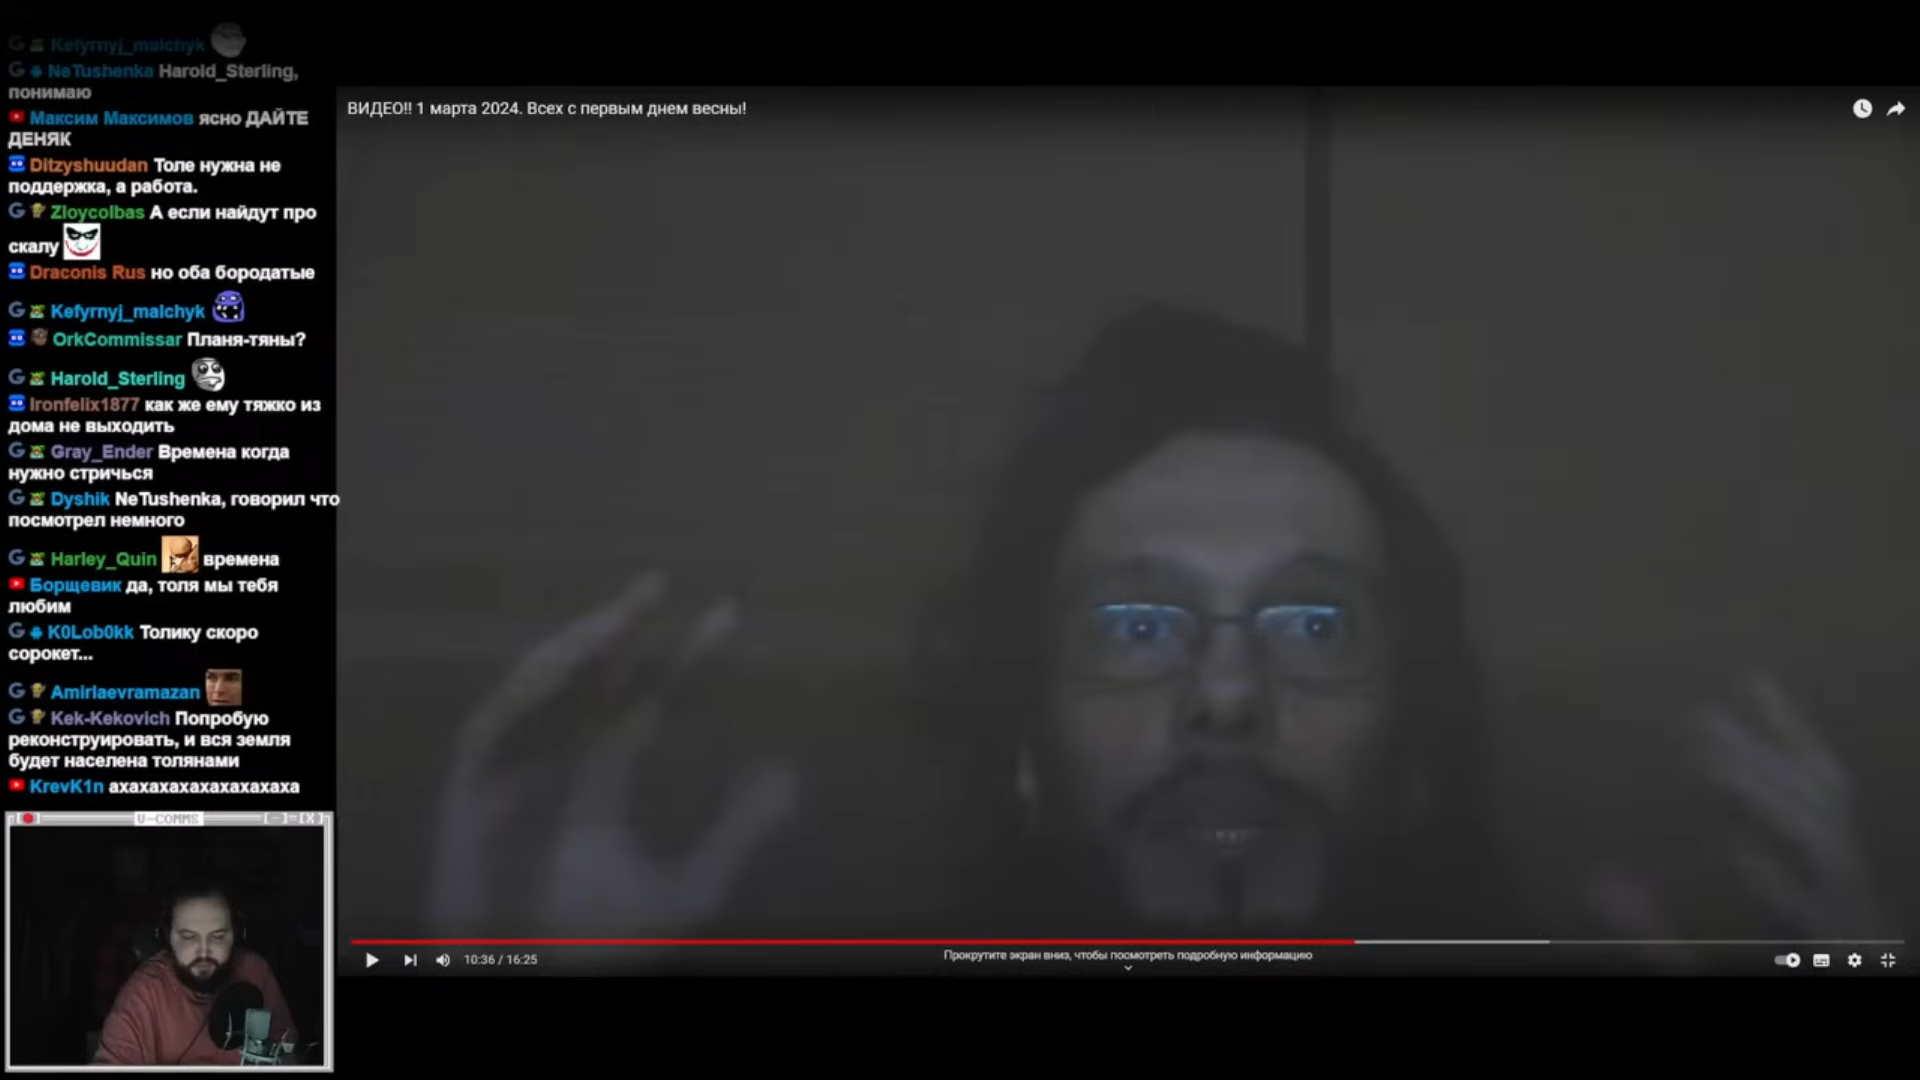 Kefyrnyj_malchyk
NeTushenka Harold_Sterling,
понимаю
Максим Максимов ясно ДАЙТЕ
ДЕНЯК
Ditzyshuudan Толе нужна не
поддержка, а работа.
Zloycolbas А если найдут про
скалу
Draconis Rus но оба бородатые
Kefyrnyj_malchyk
OrkCommissar Планя-тяны?
Harold_Sterling
Ironfelix1877 как же ему тяжко из
дома не выходить
Gray_Ender Времена когда
нужно стричься
Dyshik NeTushenka, говорил что
посмотрел немного
Harley_Quin времена
Борщевик да, толя мы тебя
любим
K0Lob0kk Толику скоро
сорокет...
Amirlaevramazan
Kek-Kekovich Попробую
реконструировать, и вся земля
будет населена толянами
KrevK1n ахахахахахахахахаха
V-COMMS
[-]=[X]
ВИДЕО!! 1 марта 2024. Всех с первым днем весны!
10:36 / 16:25
Прокрутите экран вниз, чтобы посмотреть подробную информацию